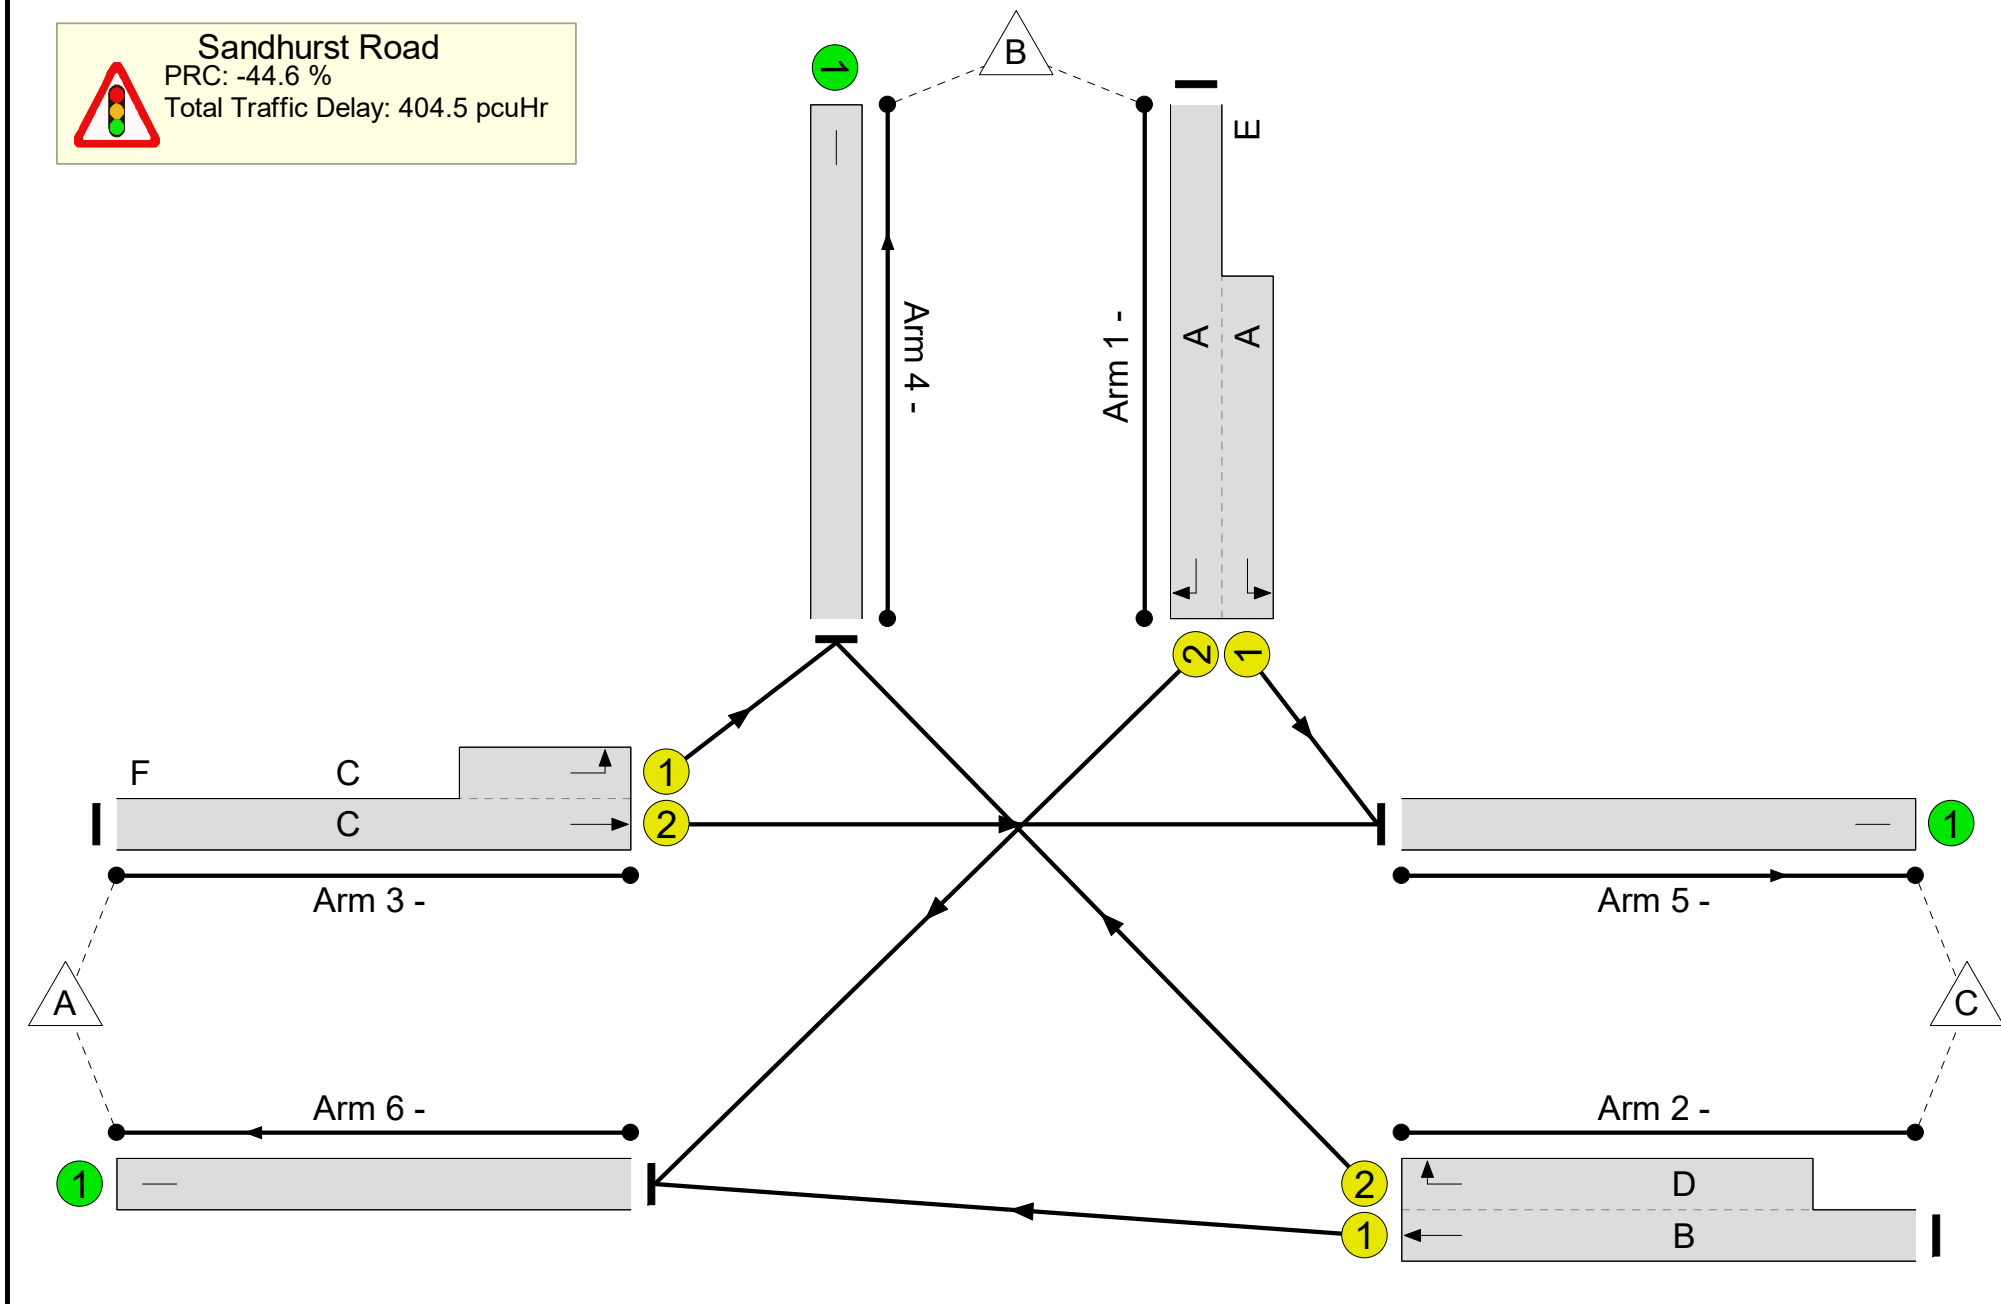 Sandhurst Road
PRC: -44.6 %
Total Traffic Delay: 404.5 pcuHr
B
1
E
A
A
Arm 4 -
Arm 1 -
2
1
F
C
1
C
2
1
Arm 3 -
Arm 5 -
A
C
Arm 6 -
Arm 2 -
1
2
D
1
B